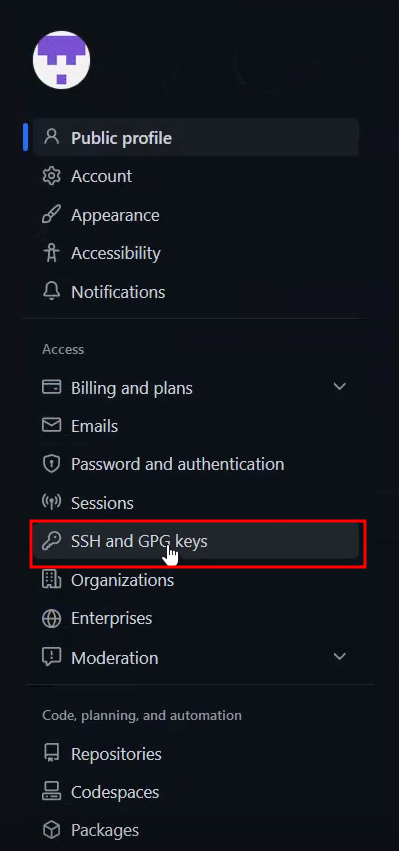 Public profile
Account
Appearance
Accessibility
Notifications
Access
Billing and plans
Emails
Password and authentication
Sessions
SSH and GPG keys
Organizations
Enterprises
Moderation
Code, planning, and automation
Repositories
Codespaces
Packages